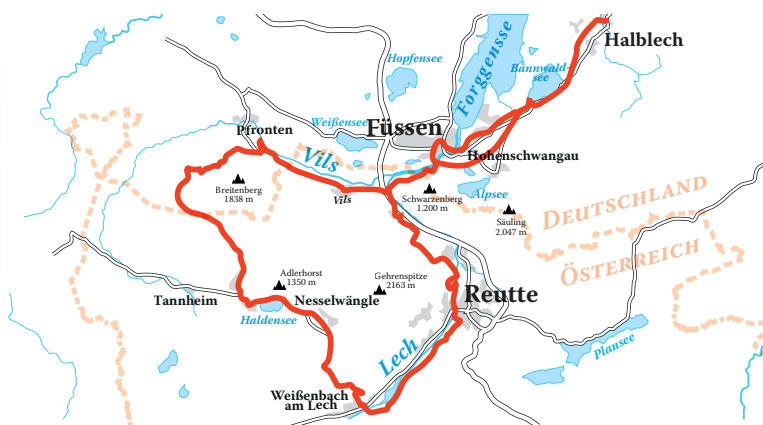 Halblech
Hopfensee
Forggensse
Bannwald-
see
Weißensee
Füssen
Pfronten
Vils
Hohenschwangau
Breitenberg
1838 m
Vils
Schwarzenberg
1.200 m
Alpsee
Säuling
2.047 m
DEUTSCHLAND
ÖSTERREICH
Adlerhorst
1350 m
Gehrenspitze
2163 m
Tannheim
Nesselwängle
Reutte
Haldensee
Lech
Plansee
Weißenbach
am Lech